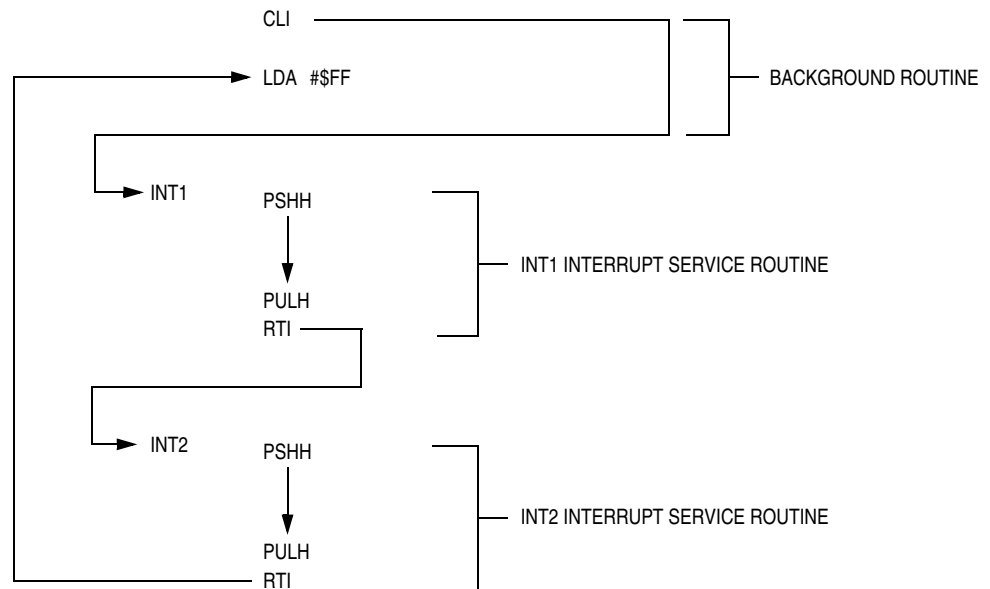 CLI
LDA #$FF
BACKGROUND ROUTINE
INT1
PSHH
INT1 INTERRUPT SERVICE ROUTINE
PULH
RTI
INT2
PSHH
INT2 INTERRUPT SERVICE ROUTINE
PULH
RTI